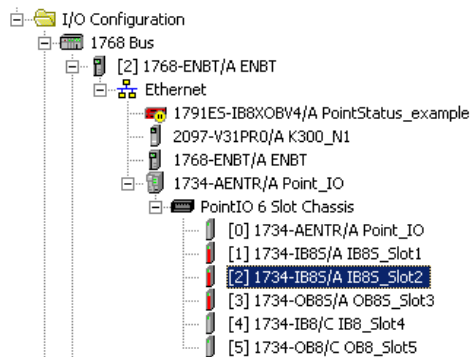 I/O Configuration
1768 Bus
[2] 1768-ENBT/A ENBT
Ethernet
1791ES-IB8XOBV4/A PointStatus_example
2097-V31PR0/A K300_N1
1768-ENBT/A ENBT
1734-AENTR/A Point_IO
PointIO 6 Slot Chassis
[0] 1734-AENTR/A Point_IO
[1] 1734-IB8S/A IB8S_Slot1
[2] 1734-IB8S/A IB8S_Slot2
[3] 1734-OB8S/A OB8S_Slot3
[4] 1734-IB8/C IB8_Slot4
[5] 1734-OB8/C OB8_Slot5